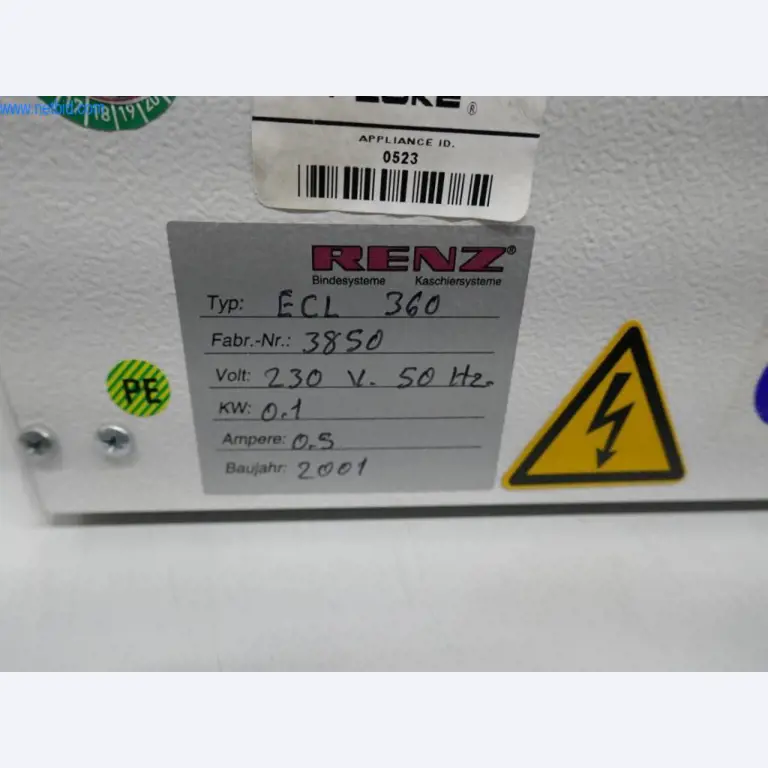 www.netbid.com
18 19 20
FLUKE®
APPLIANCE ID.
0523
RENZ®
Bindesysteme Kaschiersysteme
Typ: ECL 360
Fabr.-Nr.: 3850
Volt: 230 V. 50 Hz.
KW: 0.1
Ampere: 0.5
Baujahr: 2001
PE